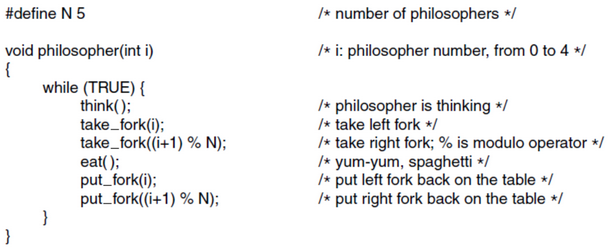 #define N 5 /* number of philosophers */
void philosopher(int i) /* i: philosopher number, from 0 to 4 */
{
while (TRUE) {
think( ); /* philosopher is thinking */
take_fork(i); /* take left fork */
take_fork((i+1) % N); /* take right fork; % is modulo operator */
eat( ); /* yum-yum, spaghetti */
put_fork(i); /* put left fork back on the table */
put_fork((i+1) % N); /* put right fork back on the table */
}
}